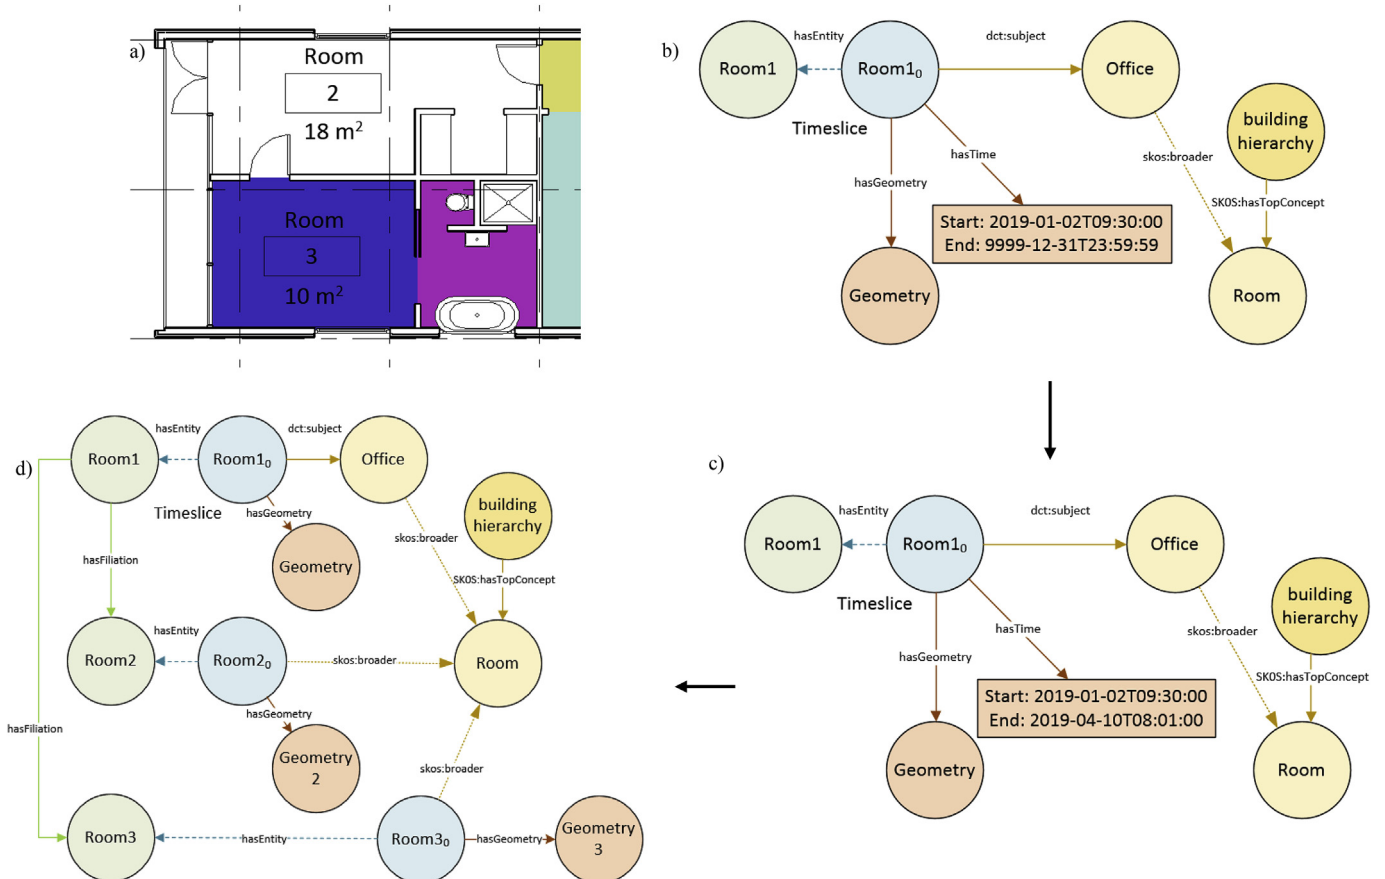 a)
Room
2
18 m²
Room
3
10 m²
b)
hasEntity
dct:subject
Room1
Room1₀
Office
Timeslice
building
hierarchy
hasTime
skos:broader
hasGeometry
SK0S:hasTopConcept
Start: 2019-01-02T09:30:00
End: 9999-12-31T23:59:59
Geometry
Room
c)
hasEntity
dct:subject
Room1
Room1₀
Office
Timeslice
building
hierarchy
hasTime
skos:broader
hasGeometry
SK0S:hasTopConcept
Start: 2019-01-02T09:30:00
End: 2019-04-10T08:01:00
Geometry
Room
d)
hasEntity
dct:subject
Room1
Room1₀
Office
Timeslice
hasGeometry
building
hierarchy
skos:broader
hasFiliation
Geometry
SK0S:hasTopConcept
hasEntity
Room2
Room2₀
skos:broader
Room
hasGeometry
hasFiliation
Geometry
2
skos:broader
Room3
hasEntity
Room3₀
hasGeometry
Geometry
3